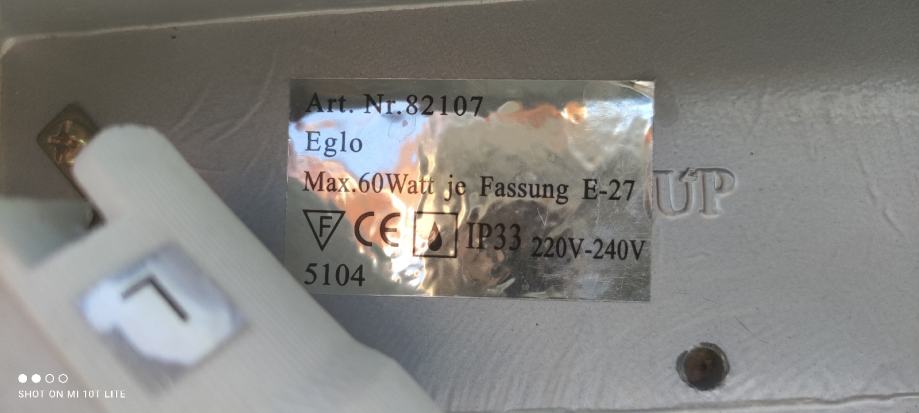 Art. Nr.82107
Eglo
Max.60Watt je Fassung E-27
F CE IP33 220V-240V
5104
UP
L
SHOT ON MI 10T LITE